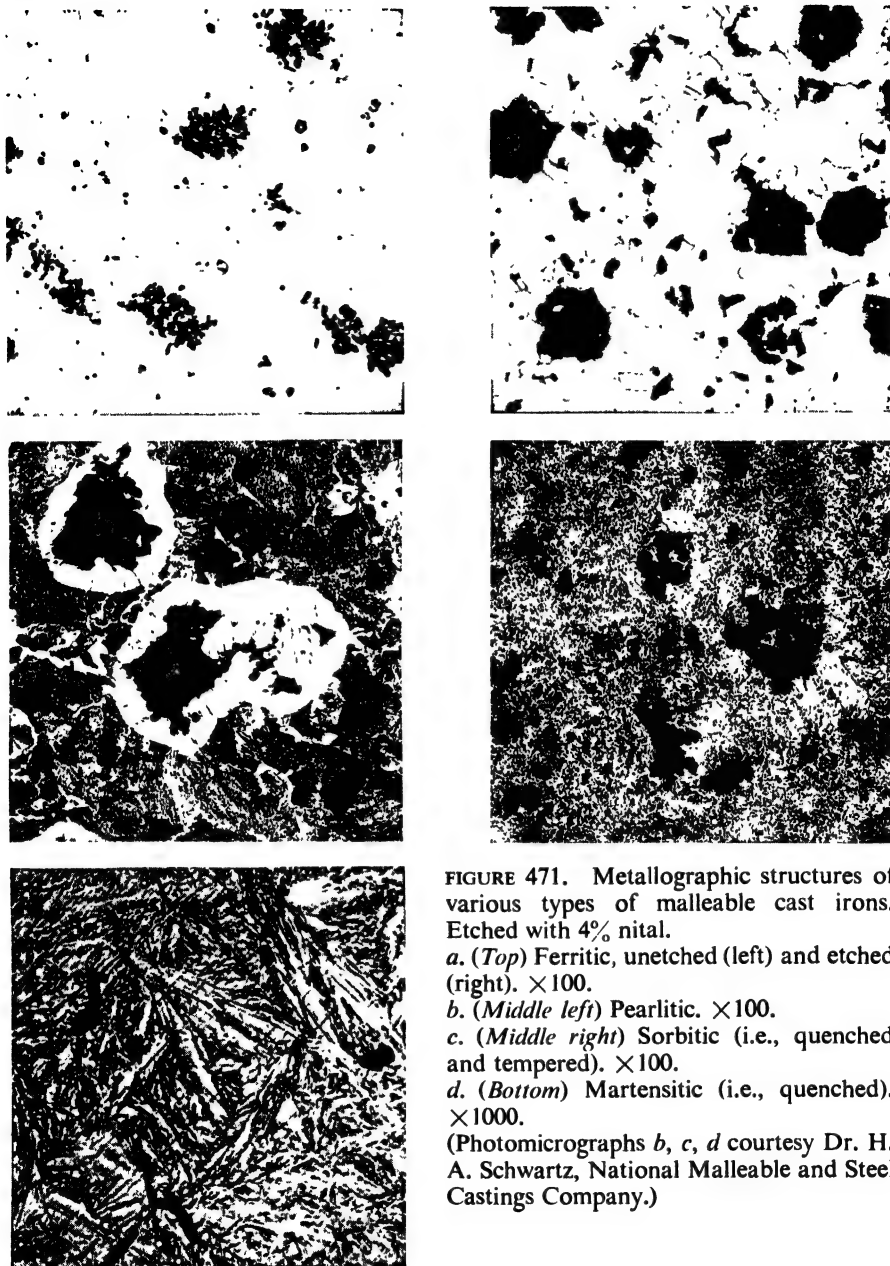 FIGURE 471. Metallographic structures of
various types of malleable cast irons.
Etched with 4% nital.
a. (Top) Ferritic, unetched (left) and etched
(right). ×100.
b. (Middle left) Pearlitic. ×100.
c. (Middle right) Sorbitic (i.e., quenched
and tempered). ×100.
d. (Bottom) Martensitic (i.e., quenched).
×1000.
(Photomicrographs b, c, d courtesy Dr. H.
A. Schwartz, National Malleable and Steel
Castings Company.)